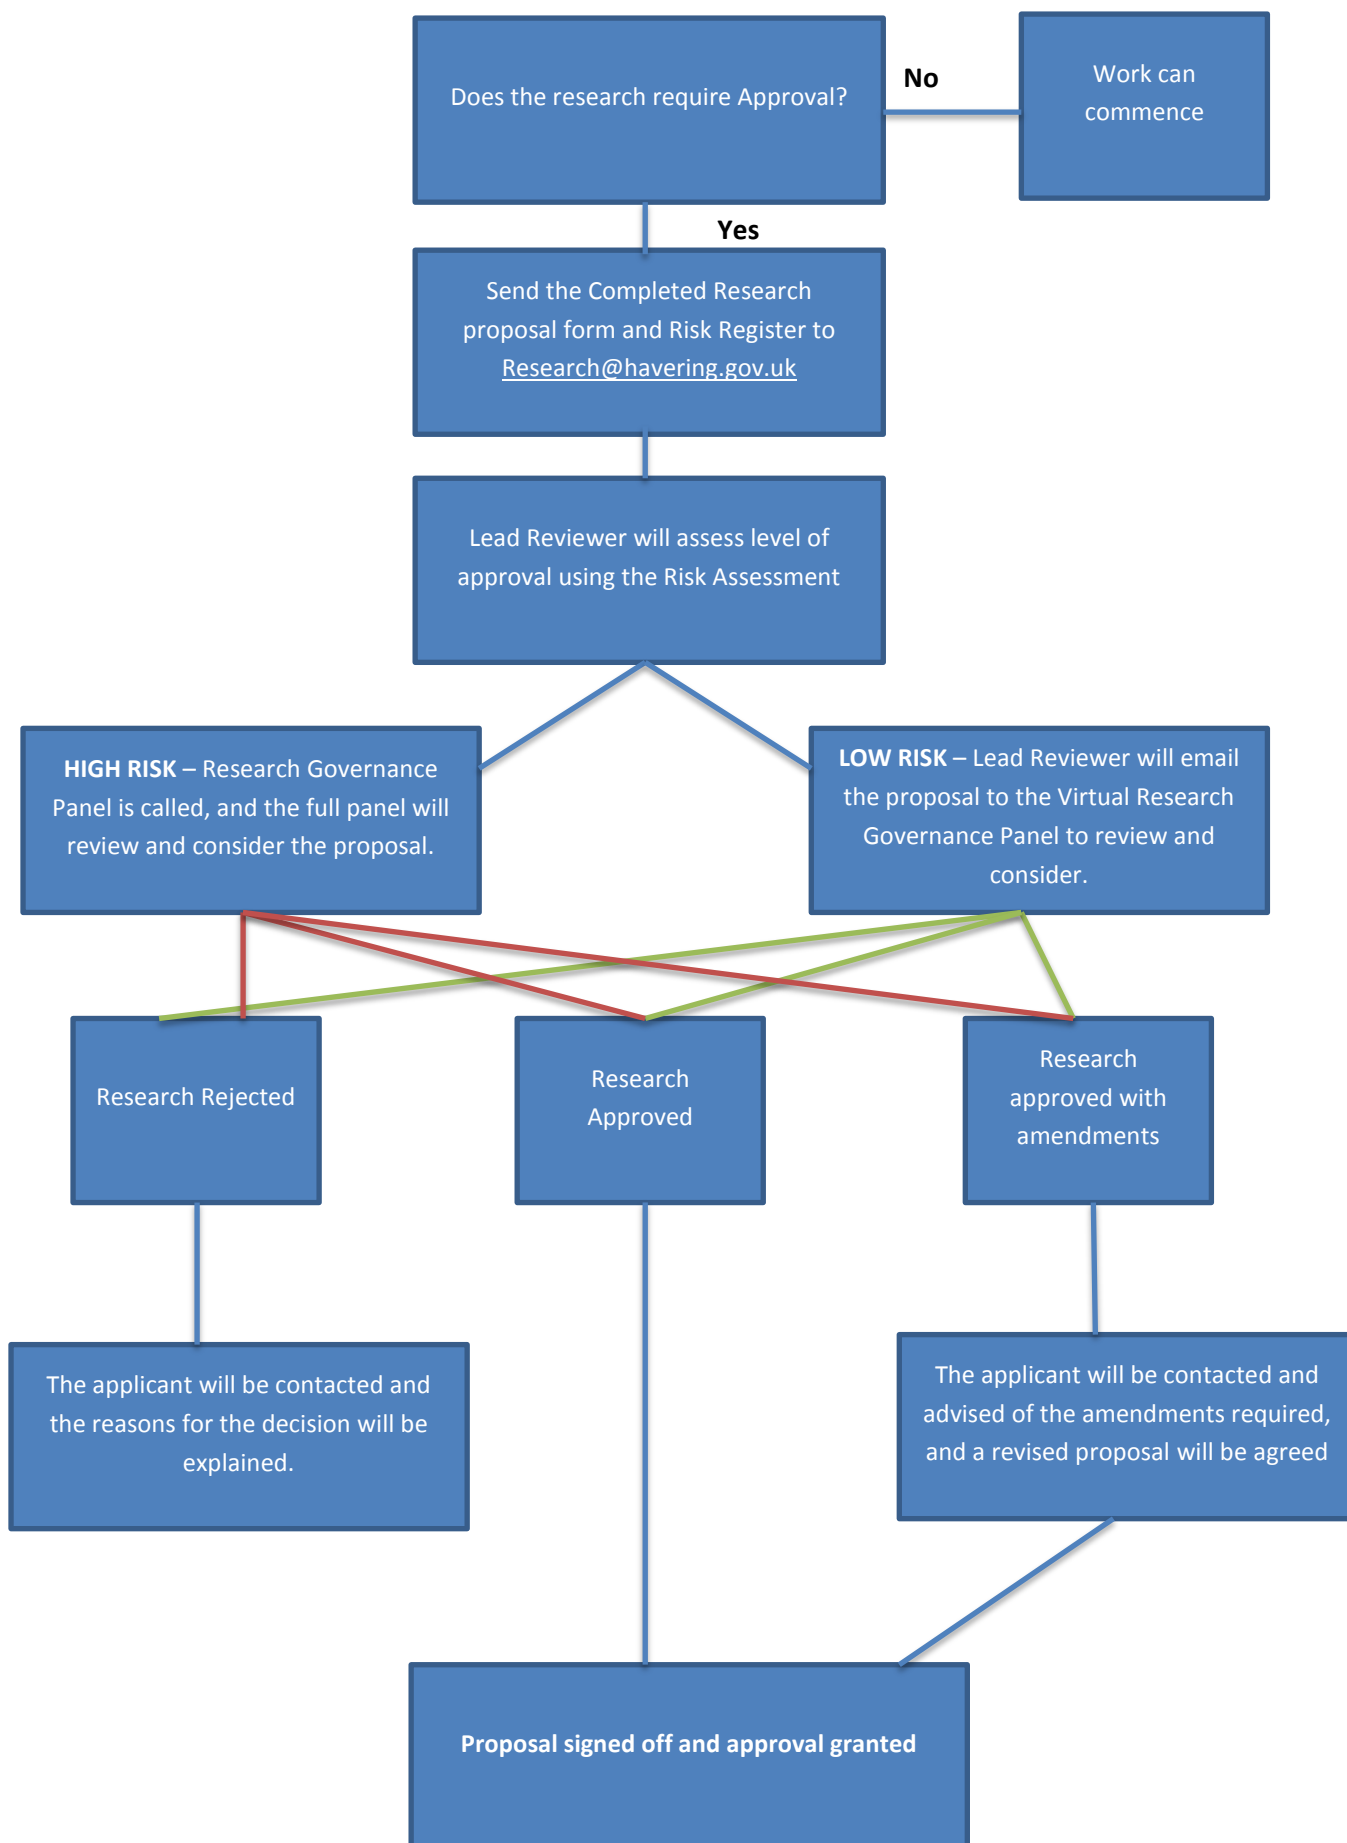 Does the research require Approval?
No
Work can
commence
Yes
Send the Completed Research
proposal form and Risk Register to
Research@havering.gov.uk
Lead Reviewer will assess level of
approval using the Risk Assessment
HIGH RISK – Research Governance
Panel is called, and the full panel will
review and consider the proposal.
LOW RISK – Lead Reviewer will email
the proposal to the Virtual Research
Governance Panel to review and
consider.
Research Rejected
Research
Approved
Research
approved with
amendments
The applicant will be contacted and
the reasons for the decision will be
explained.
The applicant will be contacted and
advised of the amendments required,
and a revised proposal will be agreed
Proposal signed off and approval granted